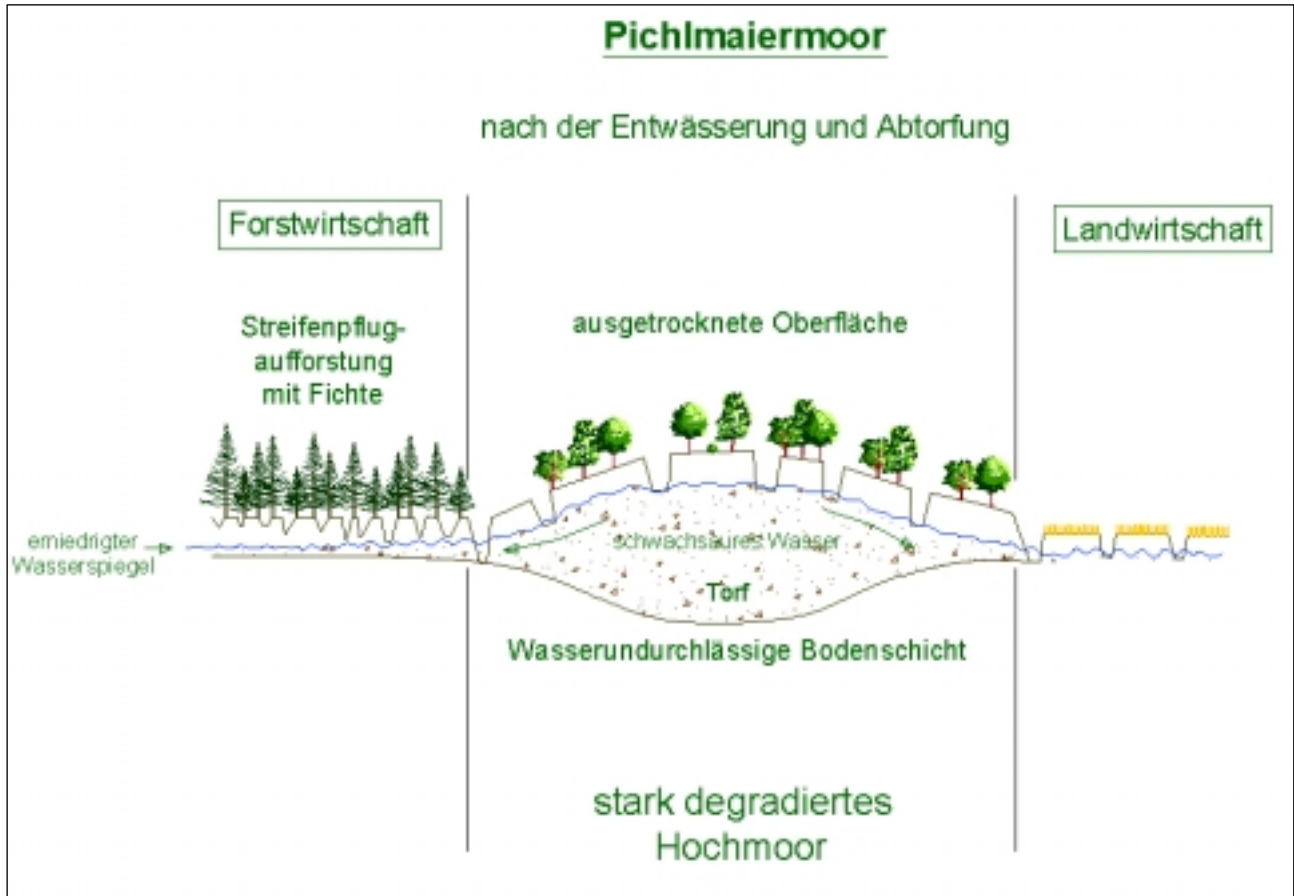 Pichlmaiermoor
nach der Entwässerung und Abtorfung
Forstwirtschaft
Landwirtschaft
Streifenpflug-
aufforstung
mit Fichte
ausgetrocknete Oberfläche
erniedrigter
Wasserspiegel
schwachsaures Wasser
Torf
Wasserundurchlässige Bodenschicht
stark degradiertes
Hochmoor